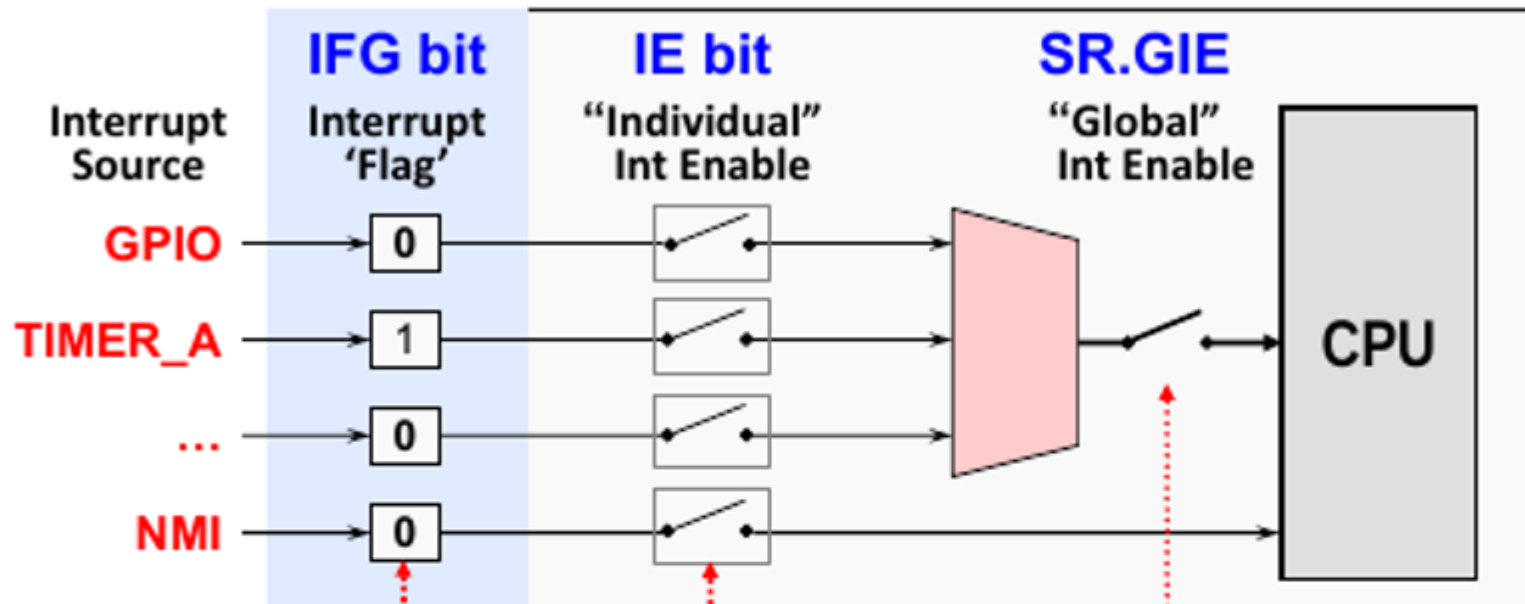 IFG bit
IE bit
SR.GIE
Interrupt Source
Interrupt ‘Flag’
“Individual” Int Enable
“Global” Int Enable
GPIO
0
TIMER_A
1
CPU
...
0
NMI
0